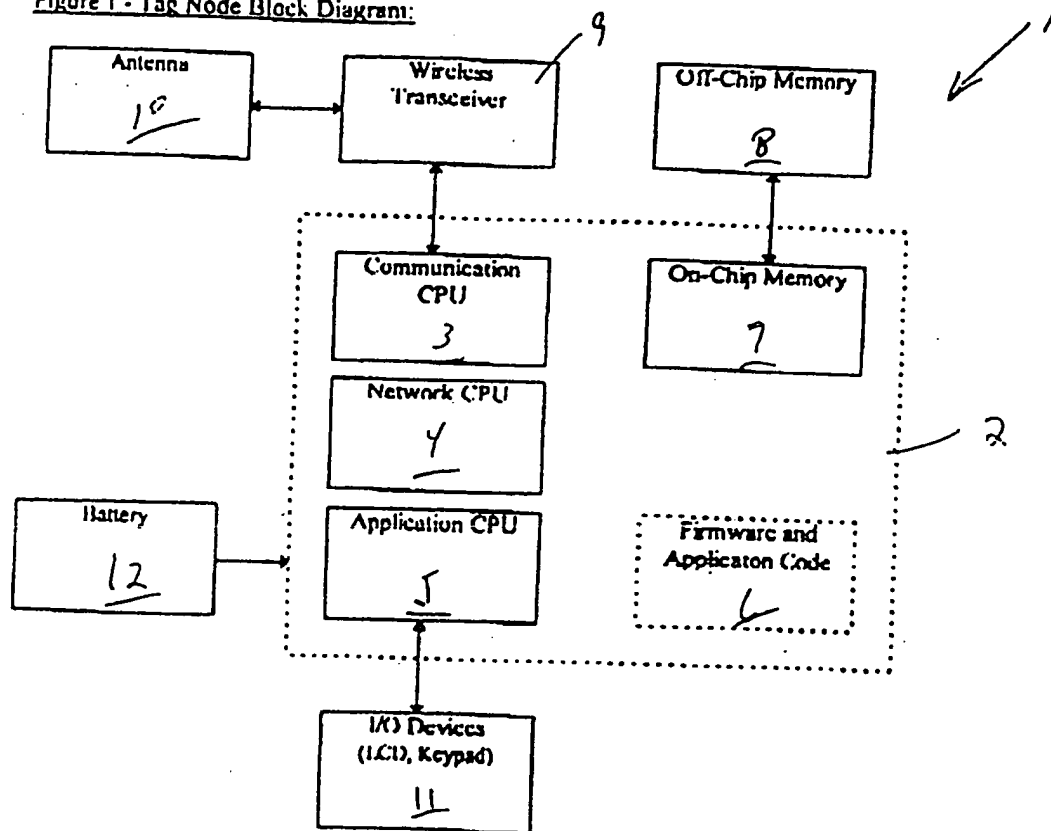 Figure 1 - Tag Node Block Diagram:
9
1
Antenna
10
Wireless
Transceiver
Off-Chip Memory
8
Communication
CPU
3
On-Chip Memory
7
Network CPU
4
2
Battery
12
Application CPU
5
Firmware and
Applicaton Code
6
I/O Devices
(LCD, Keypad)
11